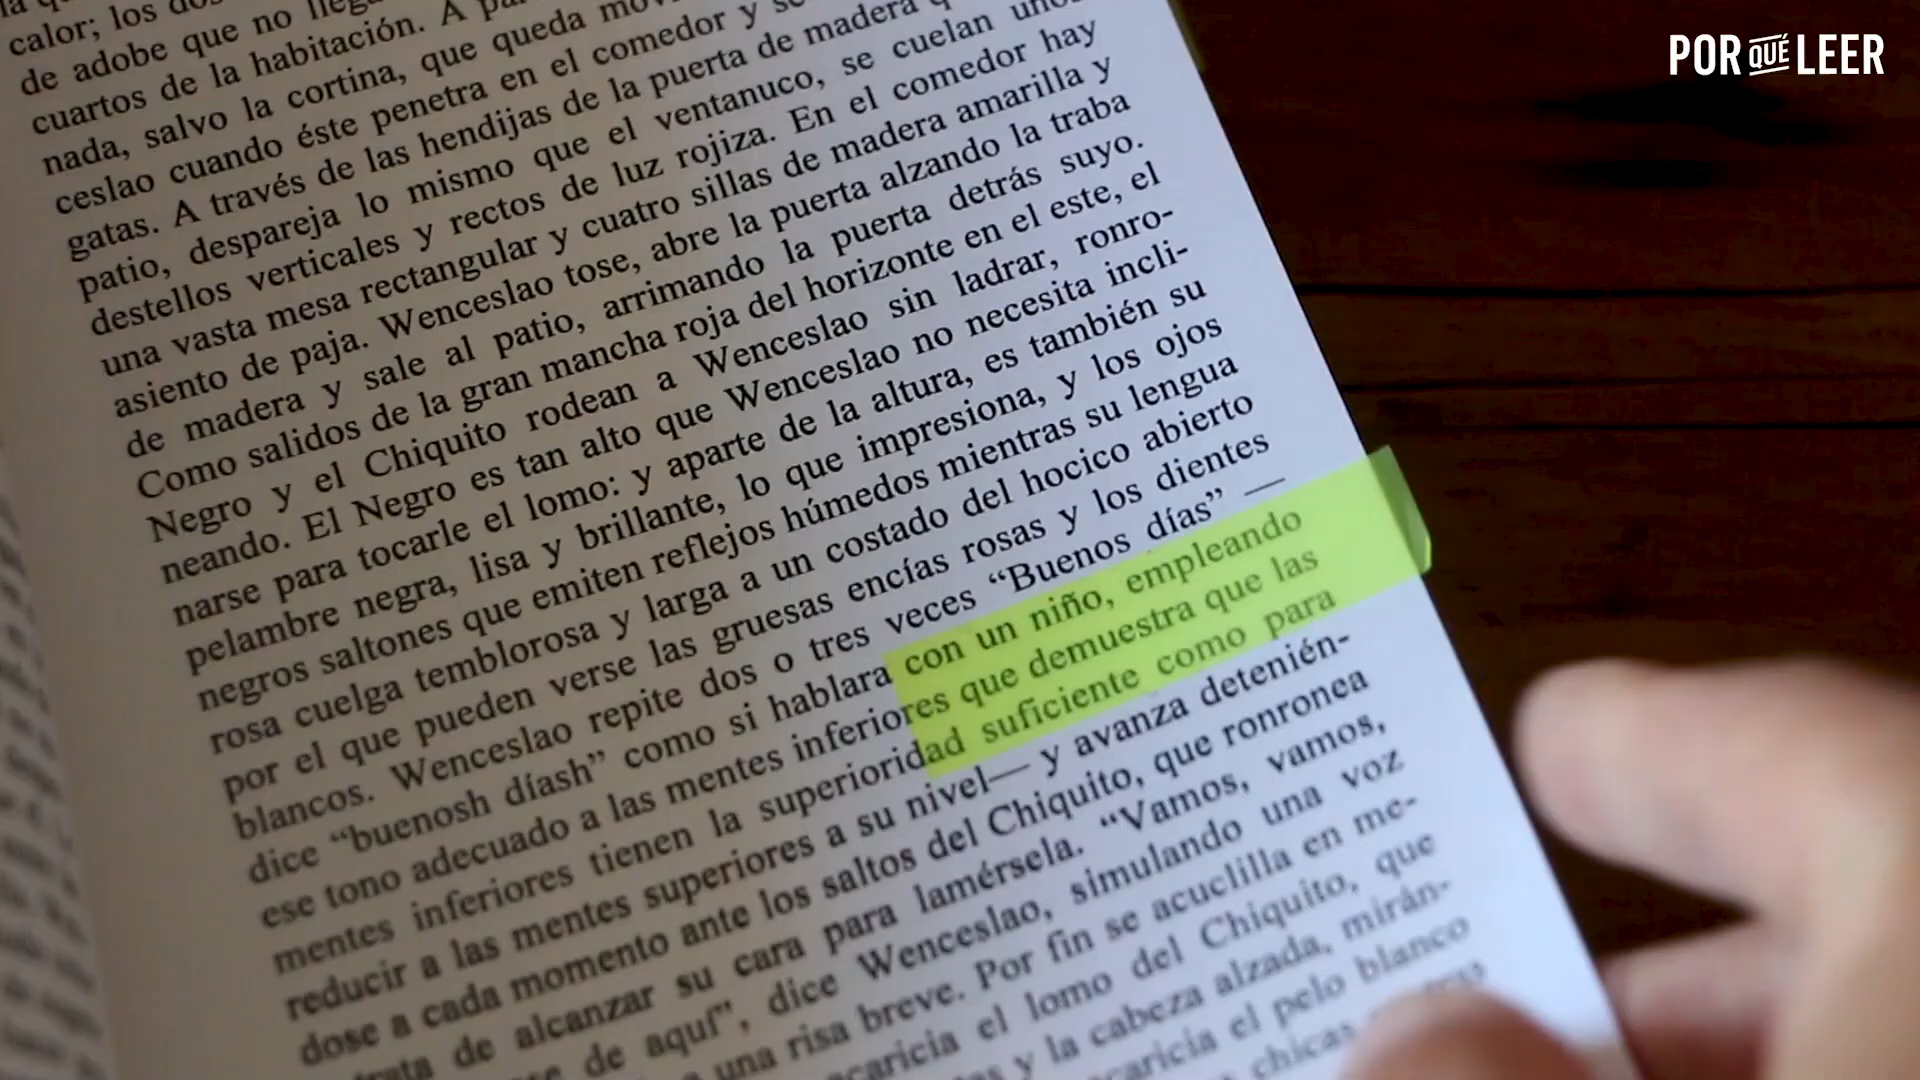 POR QUÉ LEER
calor; los
de adobe que no
cuartos de la habitación. A
nada, salvo la cortina, que queda
ceslao cuando éste penetra en el comedor y
gatas. A través de las hendijas de la puerta de madera
patio, despareja lo mismo que el ventanuco, se cuelan
destellos verticales y rectos de luz rojiza. En el comedor hay
una vasta mesa rectangular y cuatro sillas de madera amarilla y
asiento de paja. Wenceslao tose, abre la puerta alzando la traba
de madera y sale al patio, arrimando la puerta detrás suyo.
Como salidos de la gran mancha roja del horizonte en el este, el
Negro y el Chiquito rodean a Wenceslao sin ladrar, ronro-
neando. El Negro es tan alto que Wenceslao no necesita incli-
narse para tocarle el lomo: y aparte de la altura, es también su
pelambre negra, lisa y brillante, lo que impresiona, y los ojos
negros saltones que emiten reflejos húmedos mientras su lengua
rosa cuelga temblorosa y larga a un costado del hocico abierto
por el que pueden verse las gruesas encías rosas y los dientes
blancos. Wenceslao repite dos o tres veces “Buenos días” —
dice “buenosh díash” como si hablara con un niño, empleando
ese tono adecuado a las mentes inferiores que demuestra que las
mentes inferiores tienen la superioridad suficiente como para
reducir a las mentes superiores a su nivel— y avanza detenién-
dose a cada momento ante los saltos del Chiquito, que ronronea
de alcanzar su cara para lamérsela. “Vamos, vamos,
de aquí”, dice Wenceslao, simulando una voz
una risa breve. Por fin se acuclilla en me-
el lomo del Chiquito, que
y la cabeza alzada, mirán-
el pelo blanco
chicas